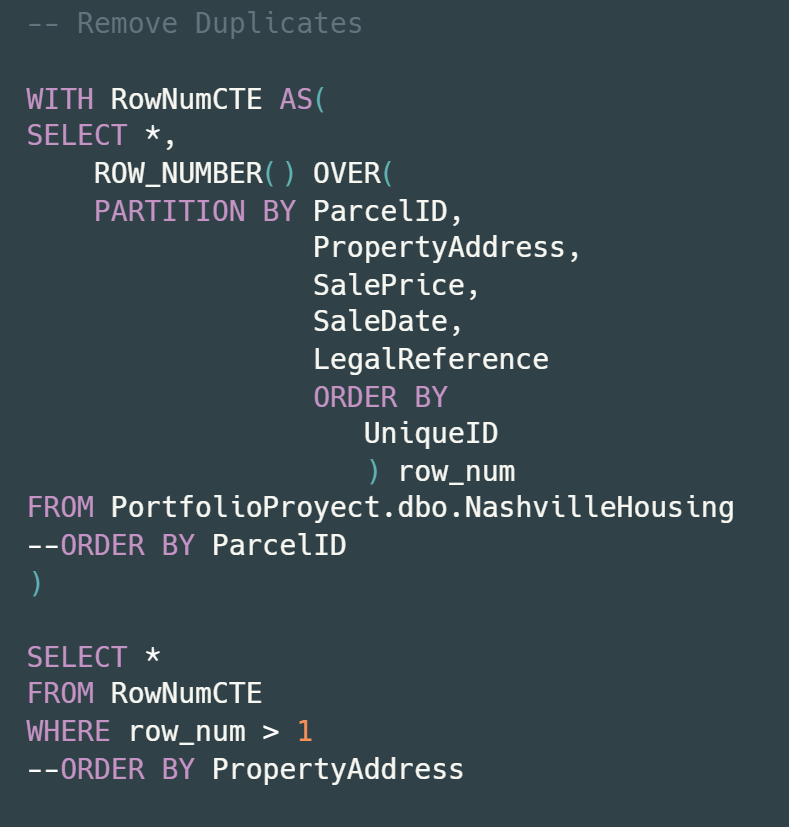 -- Remove Duplicates
WITH RowNumCTE AS(
SELECT *,
ROW_NUMBER() OVER(
PARTITION BY ParcelID,
PropertyAddress,
SalePrice,
SaleDate,
LegalReference
ORDER BY
UniqueID
) row_num
FROM PortfolioProyect.dbo.NashvilleHousing
--ORDER BY ParcelID
)
SELECT *
FROM RowNumCTE
WHERE row_num > 1
--ORDER BY PropertyAddress